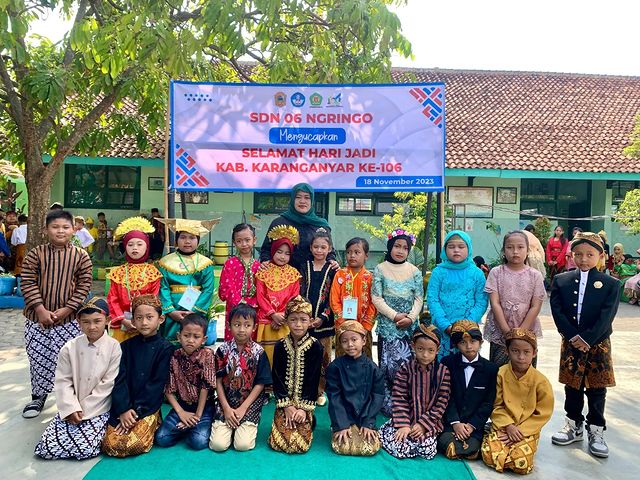 SDN 06 NGRINGO
Mengucapkan
SELAMAT HARI JADI
KAB. KARANGANYAR KE-106
18 November 2023